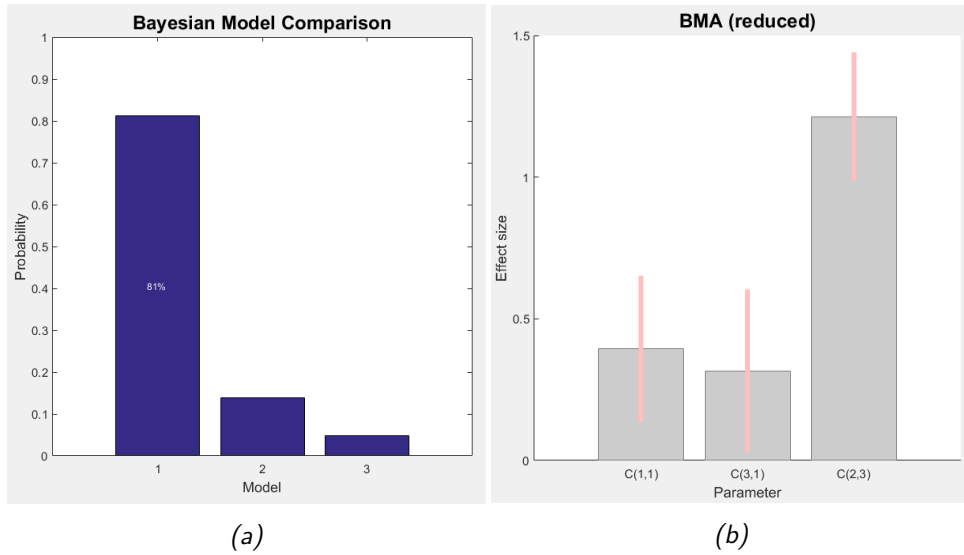 Bayesian Model Comparison
1
0.9
0.8
0.7
0.6
0.5
0.4
0.3
0.2
0.1
0
Probability
81%
1 2 3
Model
(a)
BMA (reduced)
1.5
1
0.5
0
Effect size
C(1,1) C(3,1) C(2,3)
Parameter
(b)